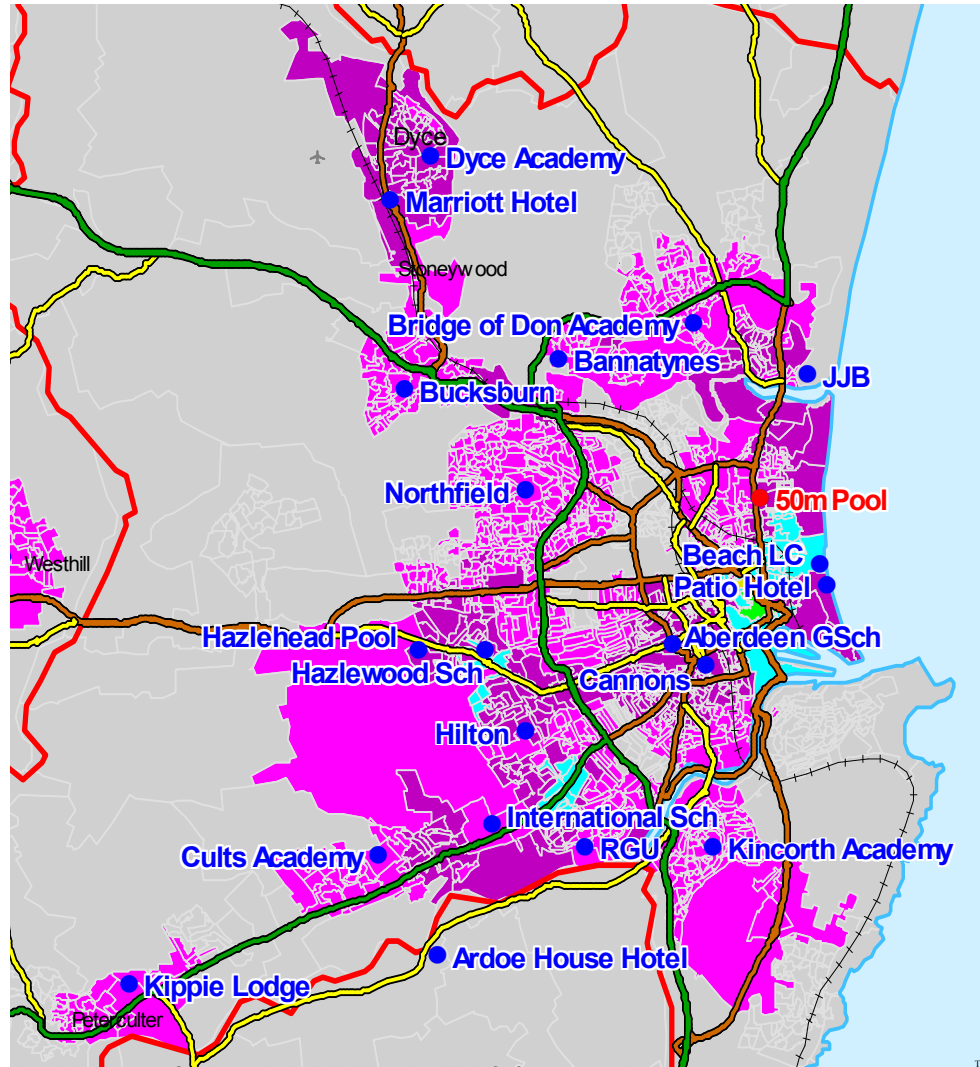 Dyce
Dyce Academy
Marriott Hotel
Stoneywood
Bridge of Don Academy
Bannatynes
JJB
Bucksburn
Northfield
50m Pool
Beach LC
Westhill
Patio Hotel
Hazlehead Pool
Aberdeen GSch
Hazlewood Sch
Cannons
Hilton
International Sch
Cults Academy
RGU
Kincorth Academy
Ardoe House Hotel
Kippie Lodge
Peterculter